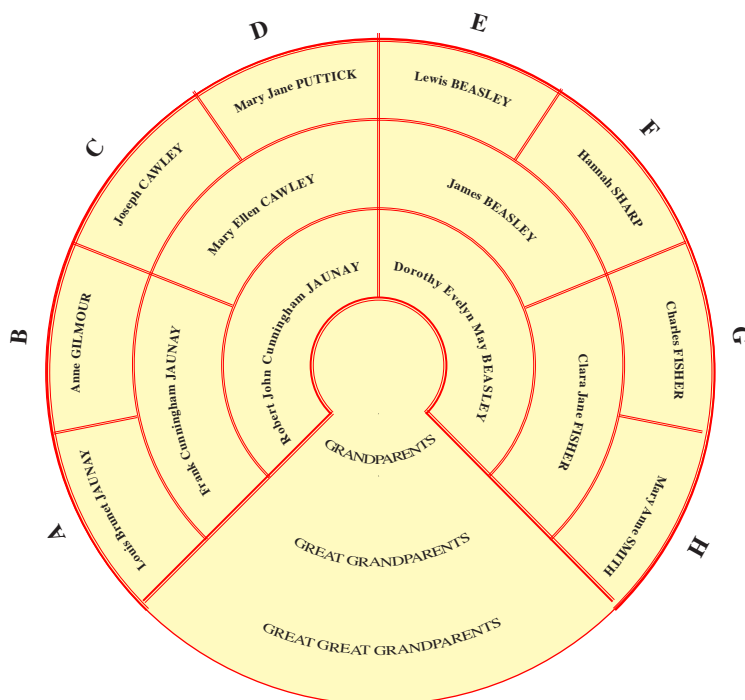 A
B
C
D
E
F
G
H
Louis Brunet JAUNAY
Anne GILMOUR
Joseph CAWLEY
Mary Jane PUTTICK
Lewis BEASLEY
Hannah SHARP
Charles FISHER
Mary Anne SMITH
Frank Cunningham JAUNAY
Mary Ellen CAWLEY
James BEASLEY
Clara Jane FISHER
Robert John Cunningham JAUNAY
Dorothy Evelyn May BEASLEY
GRANDPARENTS
GREAT GRANDPARENTS
GREAT GREAT GRANDPARENTS